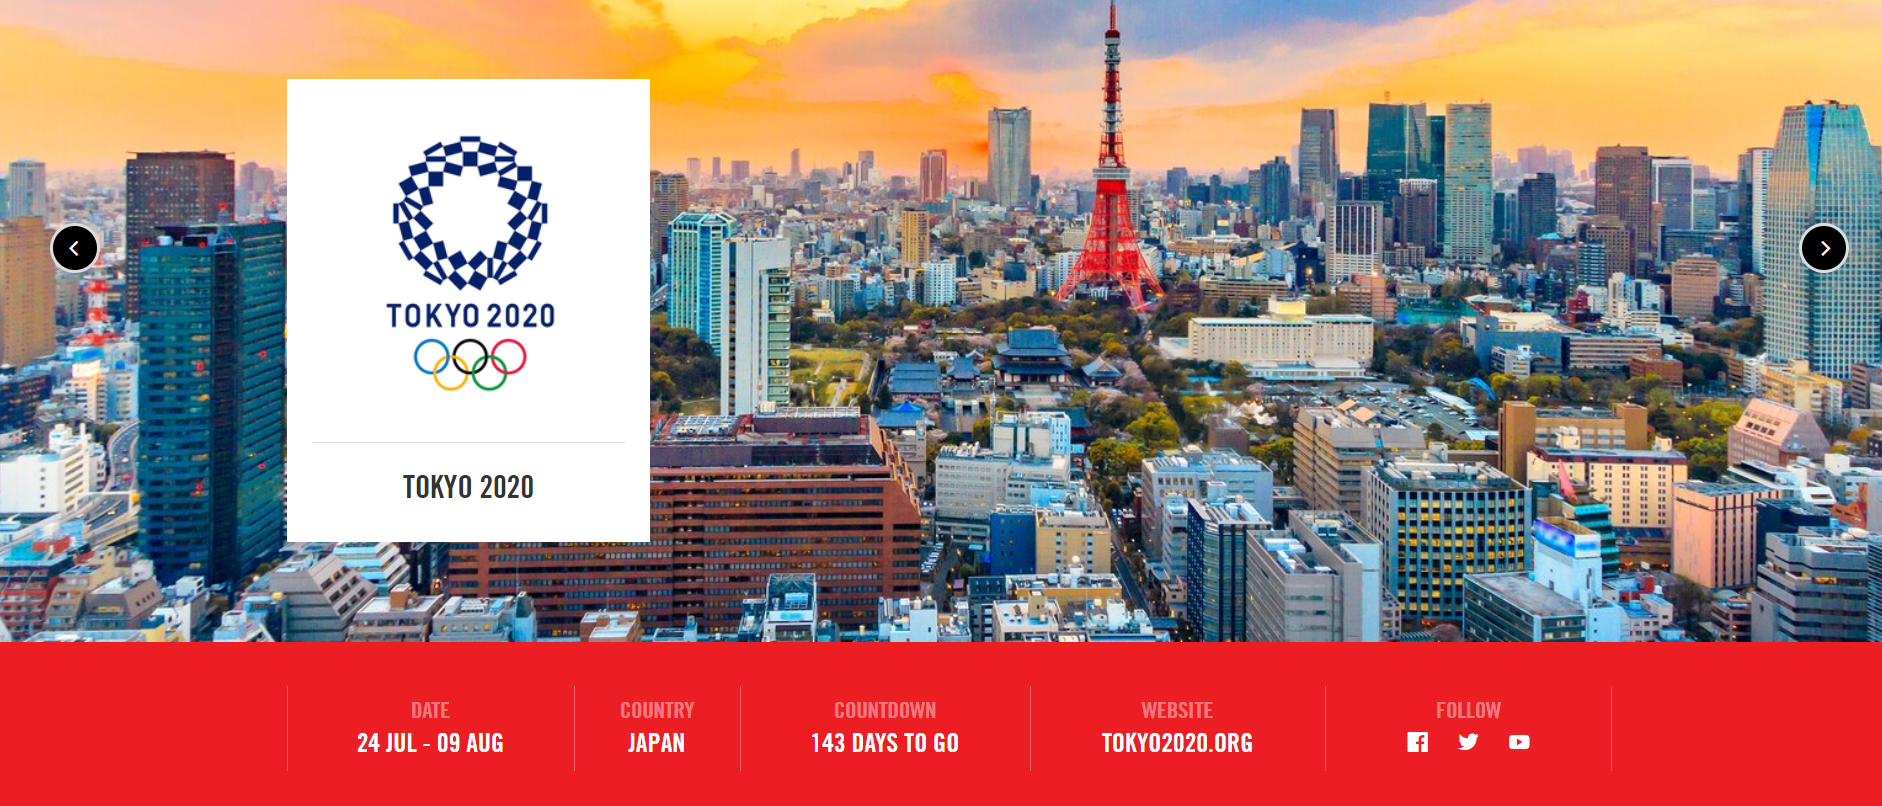 TOKYO 2020
TOKYO 2020
DATE
24 JUL - 09 AUG
COUNTRY
JAPAN
COUNTDOWN
143 DAYS TO GO
WEBSITE
TOKYO2020.ORG
FOLLOW